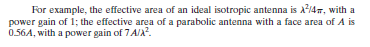 For example, the effective area of an ideal isotropic antenna is λ²/4π, with a
power gain of 1; the effective area of a parabolic antenna with a face area of A is
0.56A, with a power gain of 7A/λ².